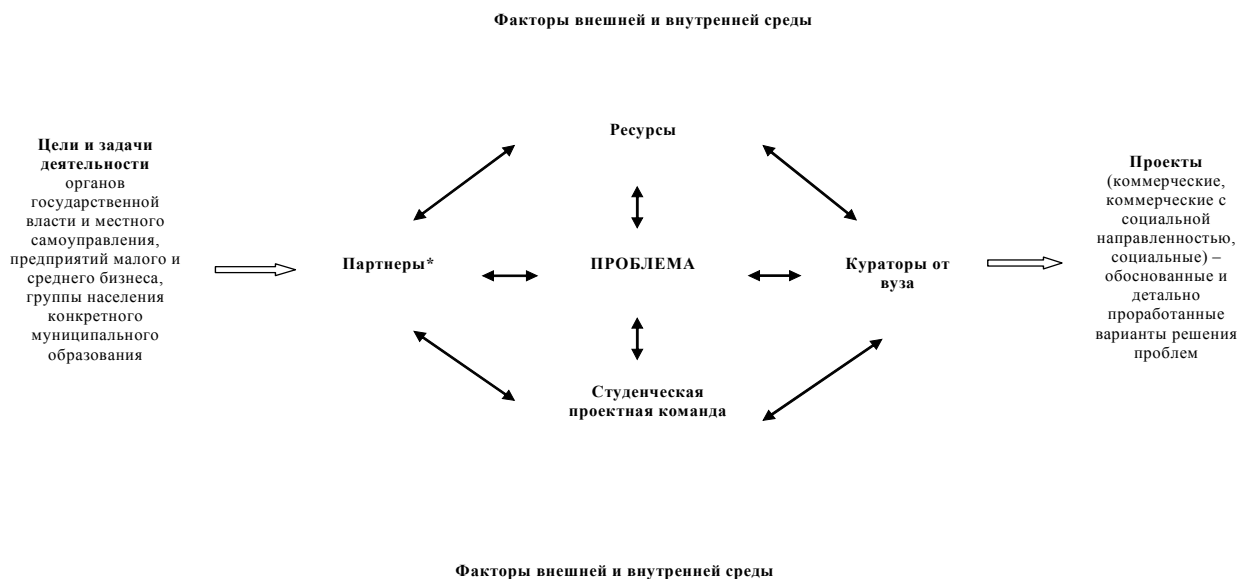 Факторы внешней и внутренней среды
Цели и задачи
деятельности
органов
государственной
власти и местного
самоуправления,
предприятий малого и
среднего бизнеса,
группы населения
конкретного
муниципального
образования
Ресурсы
Партнеры*
ПРОБЛЕМА
Кураторы от
вуза
Студенческая
проектная команда
Проекты
(коммерческие,
коммерческие с
социальной
направленностью,
социальные) –
обоснованные и
детально
проработанные
варианты решения
проблем
Факторы внешней и внутренней среды